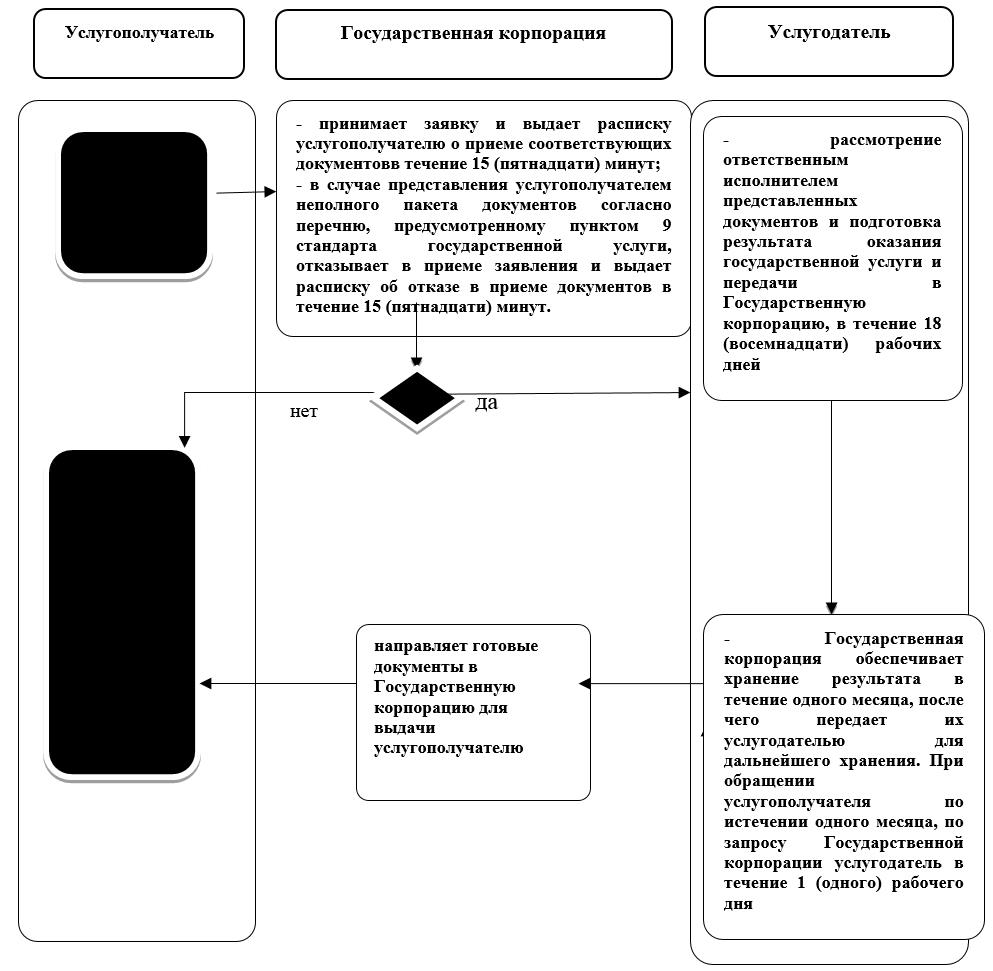 Услугополучатель
Государственная корпорация
Услугодатель
- принимает заявку и выдает расписку
услугополучателю о приеме соответствующих
документовв течение 15 (пятнадцати) минут;
- в случае представления услугополучателем
неполного пакета документов согласно
перечню, предусмотренному пунктом 9
стандарта государственной услуги,
отказывает в приеме заявления и выдает
расписку об отказе в приеме документов в
течение 15 (пятнадцати) минут.
- рассмотрение
ответственным
исполнителем
представленных
документов и подготовка
результата оказания
государственной услуги и
передачи в
Государственную
корпорацию, в течение 18
(восемнадцати) рабочих
дней
нет
да
направляет готовые
документы в
Государственную
корпорацию для
выдачи
услугополучателю
- Государственная
корпорация обеспечивает
хранение результата в
течение одного месяца, после
чего передает их
услугодателью для
дальнейшего хранения. При
обращении
услугополучателя по
истечении одного месяца, по
запросу Государственной
корпорации услугодатель в
течение 1 (одного) рабочего
дня